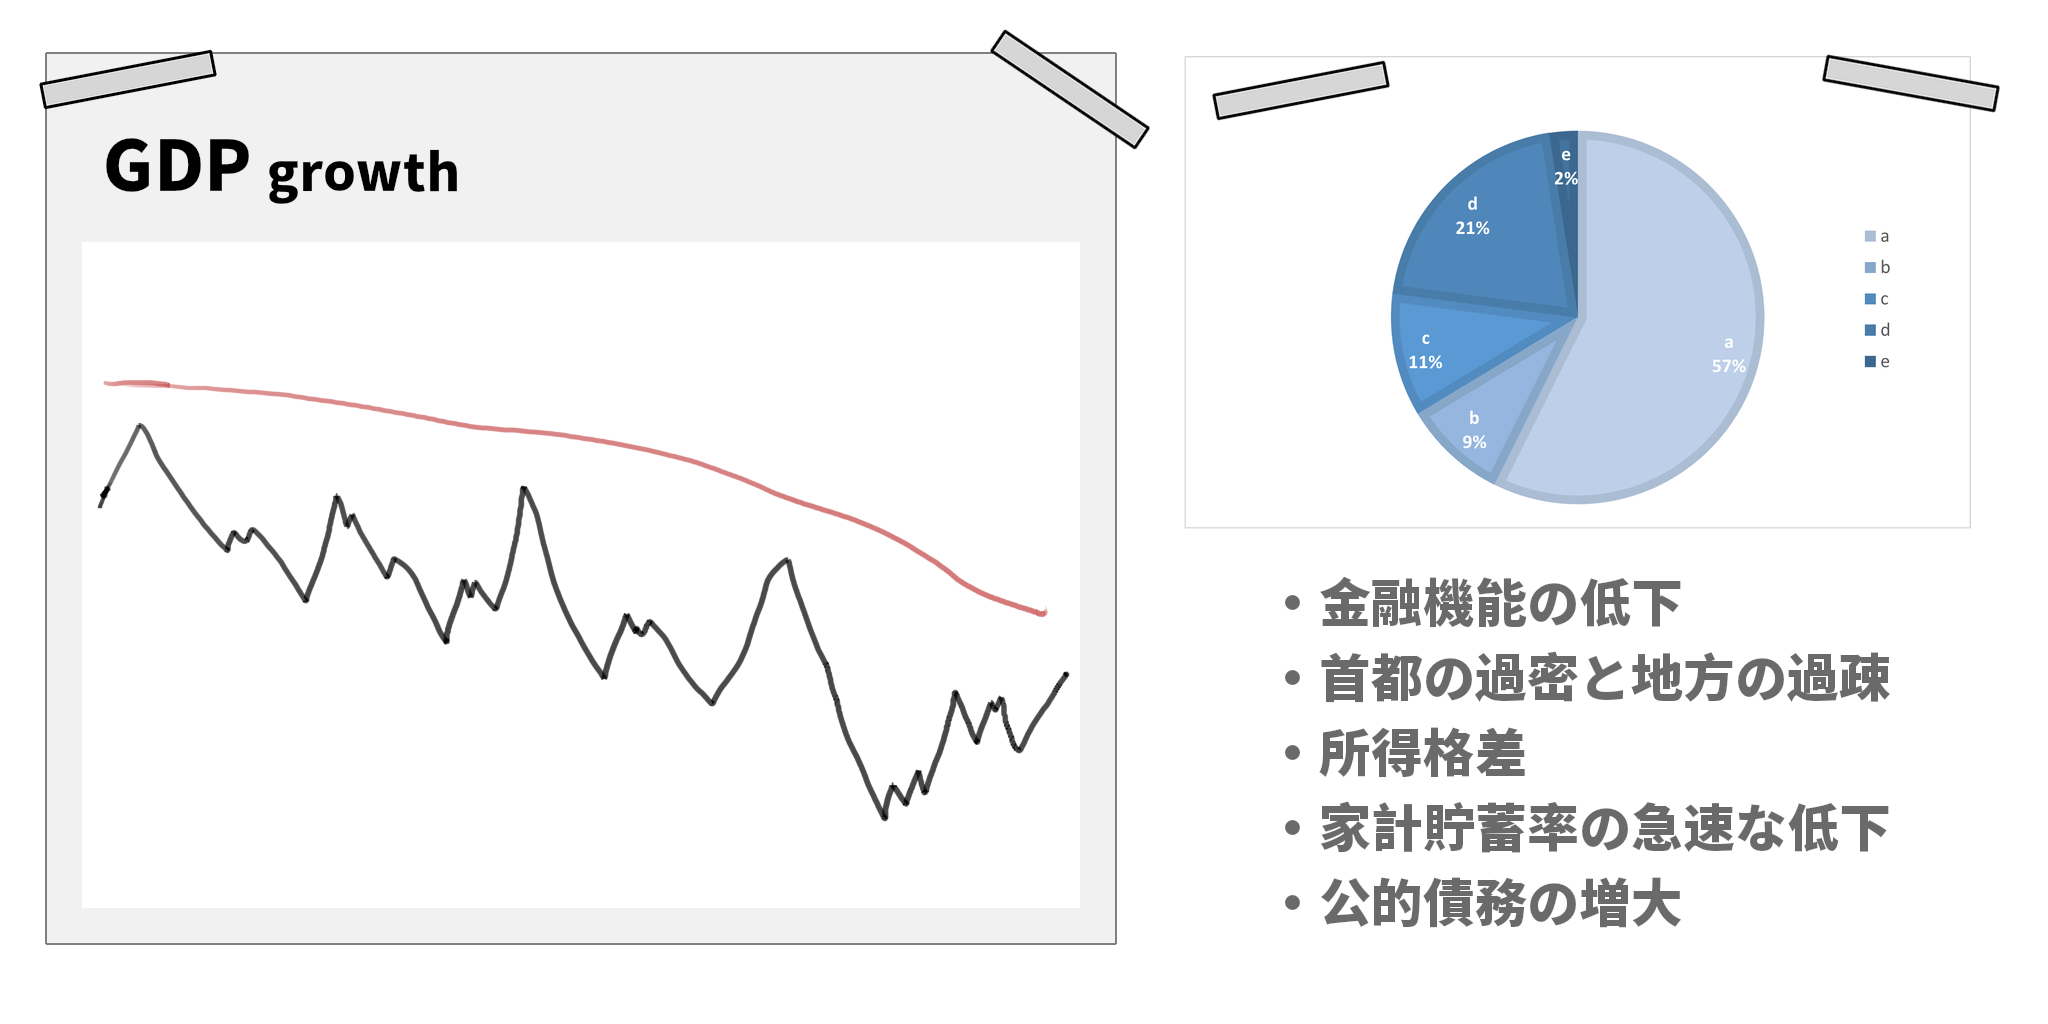 GDP growth
e
2%
d
21%
c
11%
b
9%
a
57%
a
b
c
d
e
・金融機能の低下
・首都の過密と地方の過疎
・所得格差
・家計貯蓄率の急速な低下
・公的債務の増大